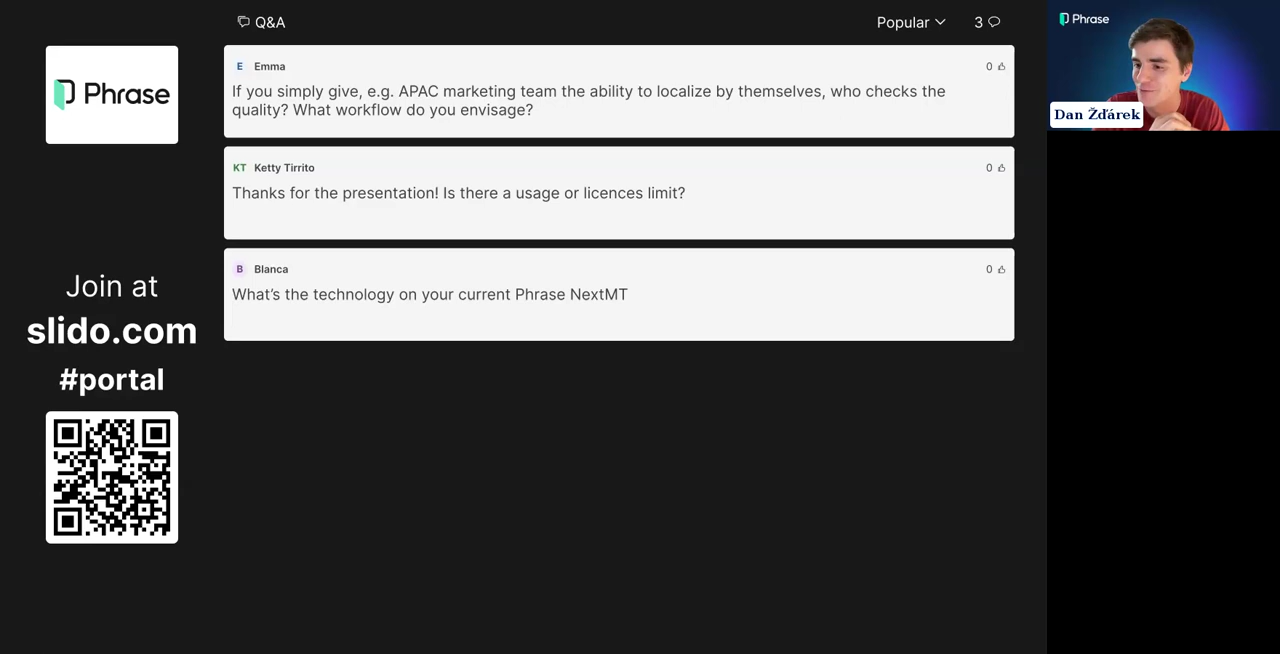 Q&A
Popular
3
Phrase
E Emma
0
If you simply give, e.g. APAC marketing team the ability to localize by themselves, who checks the
quality? What workflow do you envisage?
KT Ketty Tirrito
0
Thanks for the presentation! Is there a usage or licences limit?
B Blanca
0
What’s the technology on your current Phrase NextMT
Join at
slido.com
#portal
Phrase
Dan Žďárek